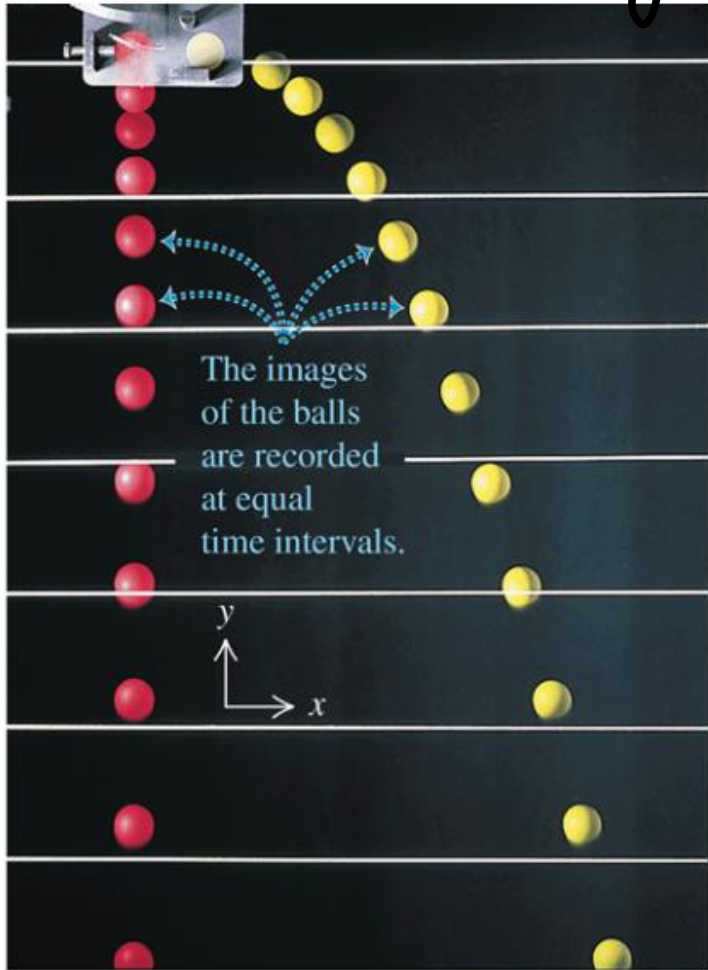 The images
of the balls
are recorded
at equal
time intervals.
y
x